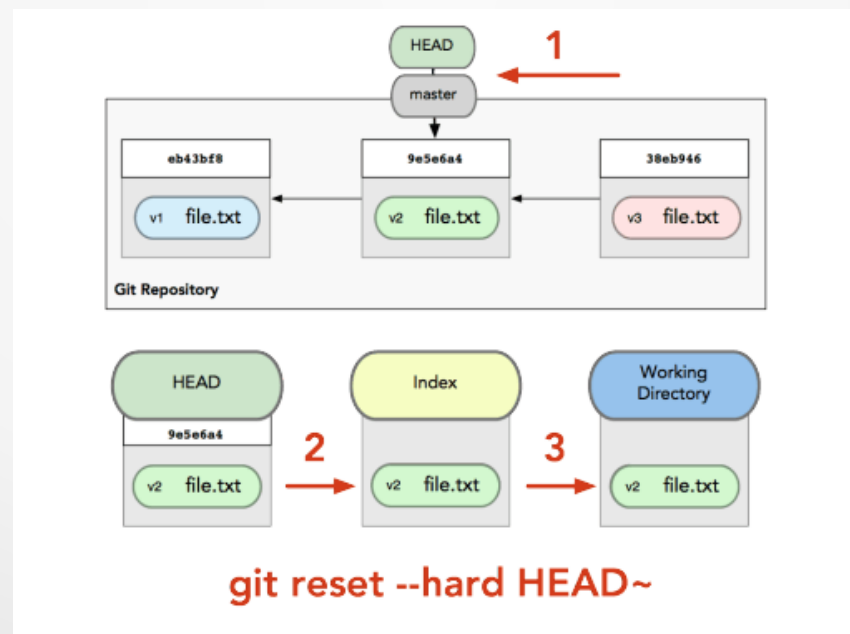 HEAD
1
master
eb43bf8
9e5e6a4
38eb946
v1 file.txt
v2 file.txt
v3 file.txt
Git Repository
HEAD
Index
Working
Directory
9e5e6a4
2
3
v2 file.txt
v2 file.txt
v2 file.txt
git reset --hard HEAD~